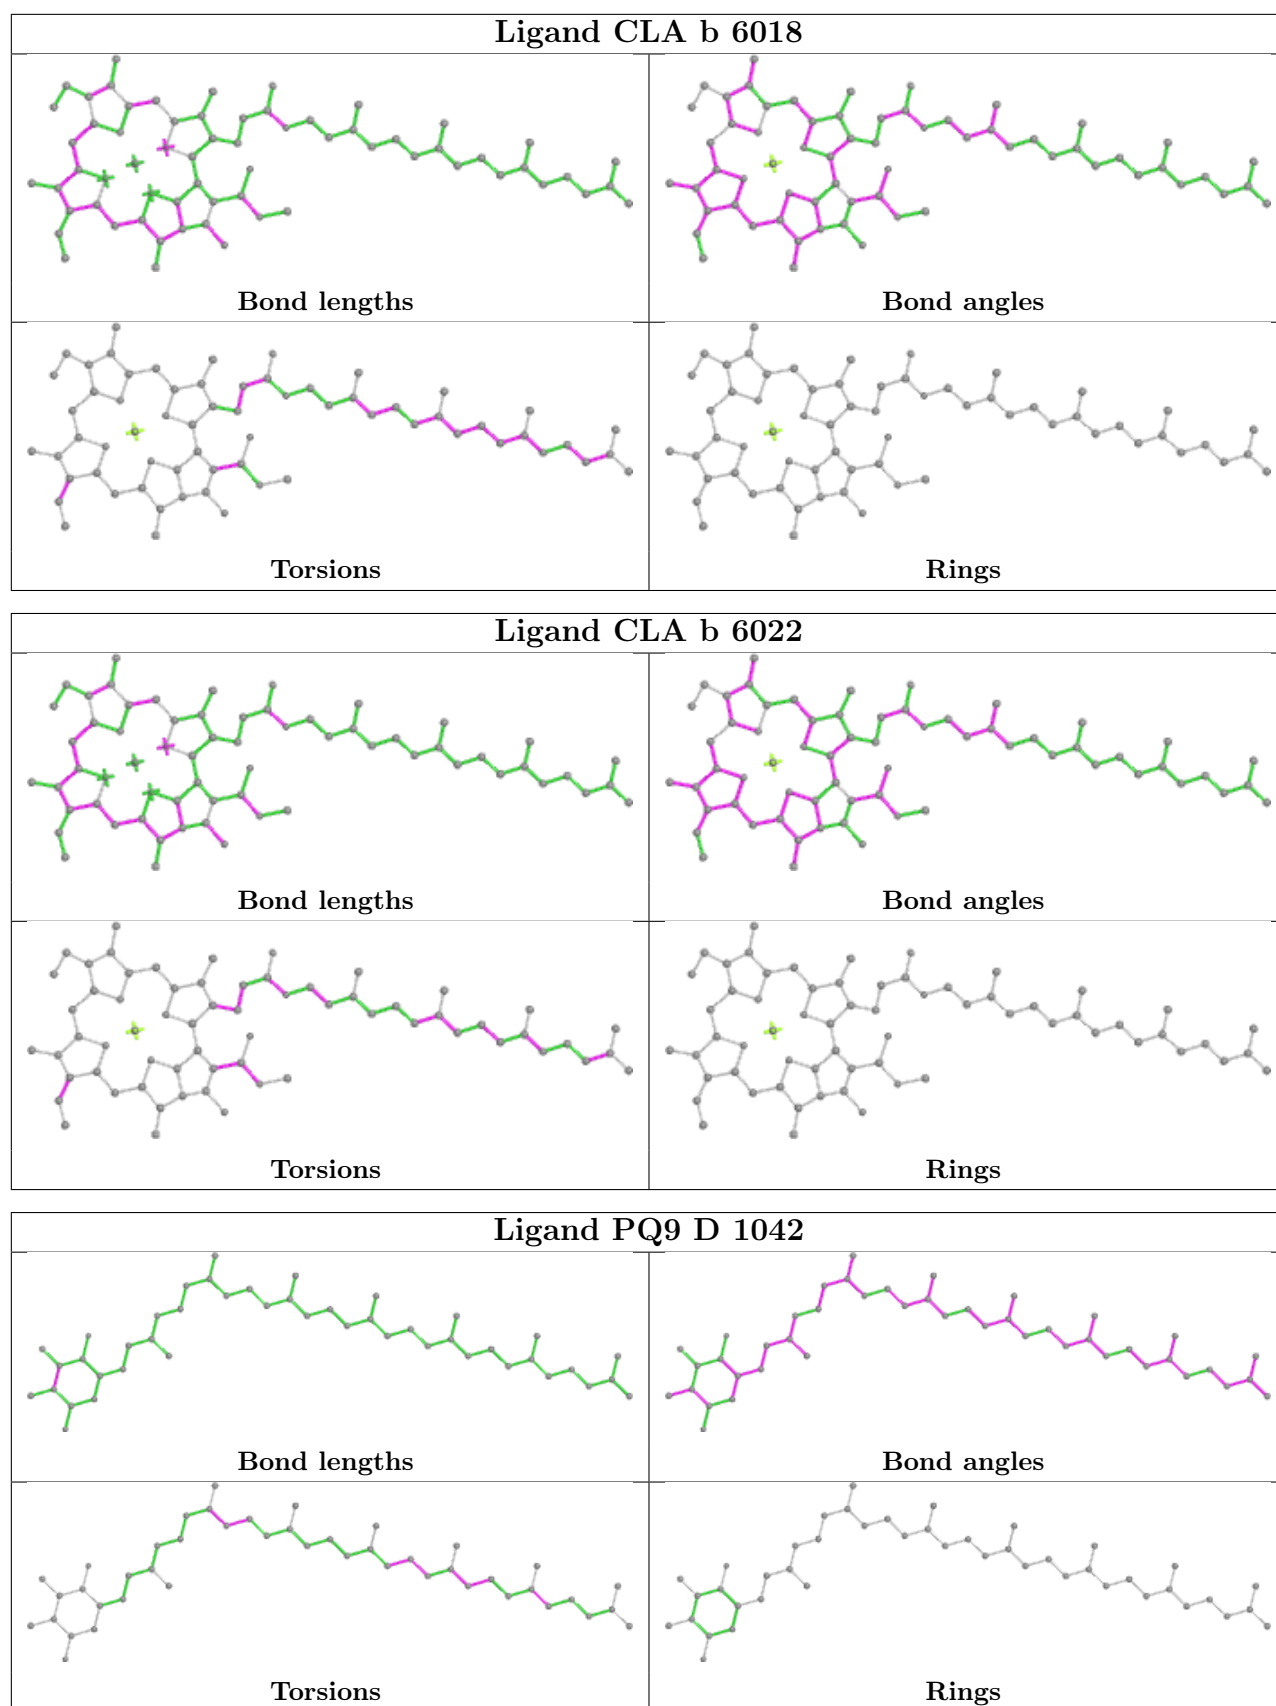 Ligand CLA b 6018
Bond lengths
Bond angles
Torsions
Rings
Ligand CLA b 6022
Bond lengths
Bond angles
Torsions
Rings
Ligand PQ9 D 1042
Bond lengths
Bond angles
Torsions
Rings